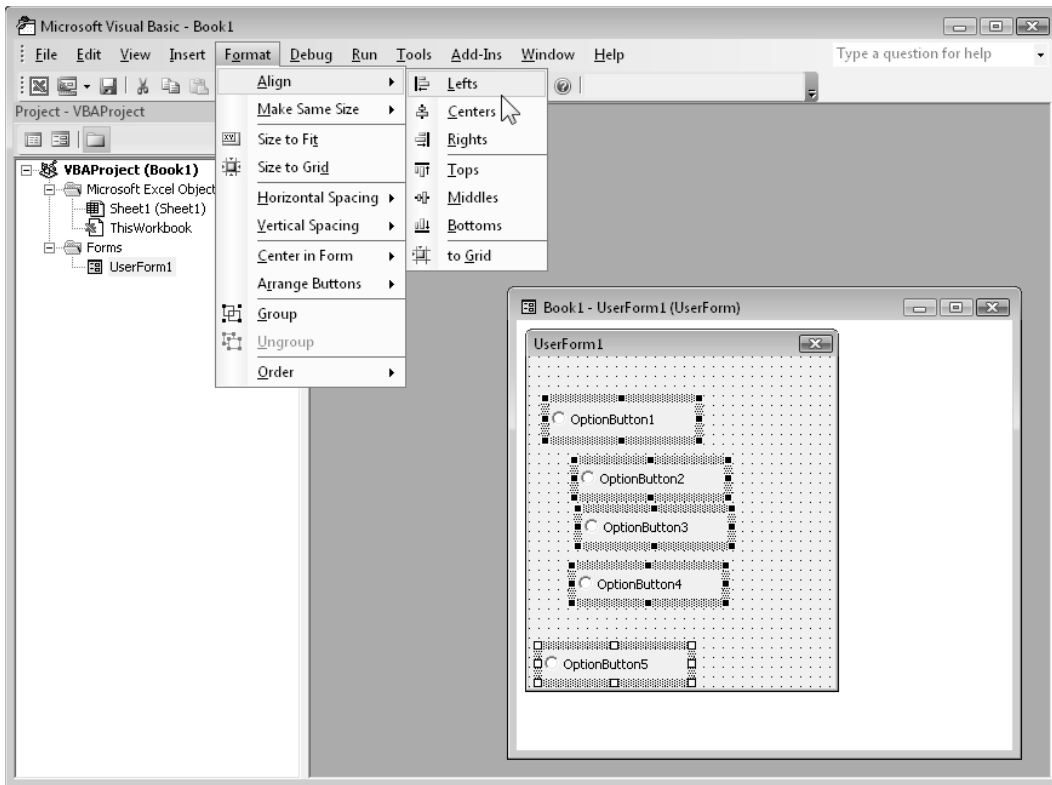 Microsoft Visual Basic - Book1
File Edit View Insert Format Debug Run Tools Add-Ins Window Help Type a question for help
Project - VBAProject
VBAProject (Book1)
Microsoft Excel Object
Sheet1 (Sheet1)
ThisWorkbook
Forms
UserForm1
Align
Make Same Size
Size to Fit
Size to Grid
Horizontal Spacing
Vertical Spacing
Center in Form
Arrange Buttons
Group
Ungroup
Order
Lefts
Centers
Rights
Tops
Middles
Bottoms
to Grid
Book1 - UserForm1 (UserForm)
UserForm1
OptionButton1
OptionButton2
OptionButton3
OptionButton4
OptionButton5